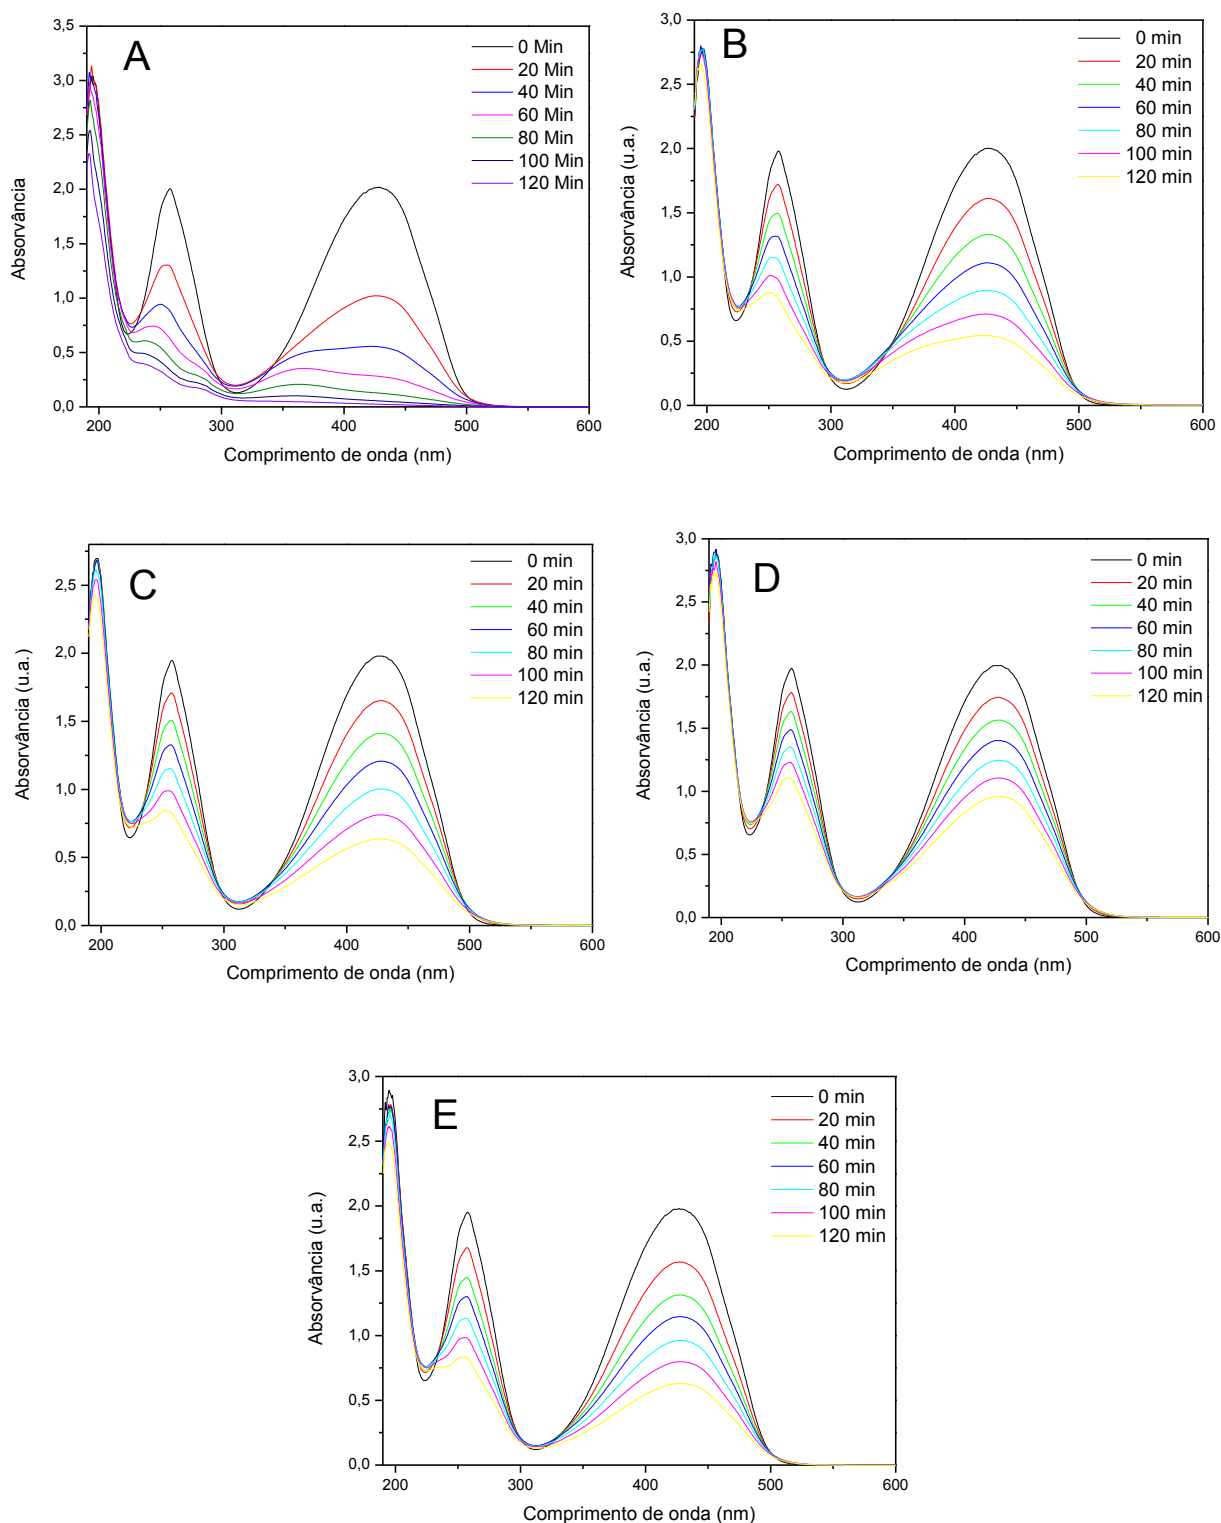 A
3,5
3,0
2,5
2,0
1,5
1,0
0,5
0,0
Absorvância
0 Min
20 Min
40 Min
60 Min
80 Min
100 Min
120 Min
200 300 400 500 600
Comprimento de onda (nm)
B
3,0
2,5
2,0
1,5
1,0
0,5
0,0
Absorvância (u.a.)
0 min
20 min
40 min
60 min
80 min
100 min
120 min
200 300 400 500 600
Comprimento de onda (nm)
C
2,5
2,0
1,5
1,0
0,5
0,0
Absorvância (u.a.)
0 min
20 min
40 min
60 min
80 min
100 min
120 min
200 300 400 500 600
Comprimento de onda (nm)
D
3,0
2,5
2,0
1,5
1,0
0,5
0,0
Absorvância (u.a.)
0 min
20 min
40 min
60 min
80 min
100 min
120 min
200 300 400 500 600
Comprimento de onda (nm)
E
3,0
2,5
2,0
1,5
1,0
0,5
0,0
Absorvância (u.a.)
0 min
20 min
40 min
60 min
80 min
100 min
120 min
200 300 400 500 600
Comprimento de onda (nm)